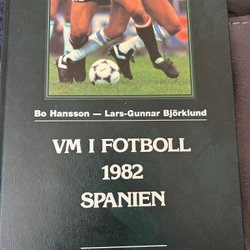 Bo Hansson — Lars-Gunnar Björklund
VM I FOTBOLL
1982
SPANIEN